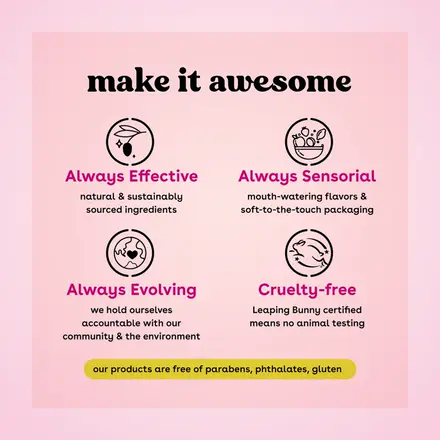 make it awesome
Always Effective
natural & sustainably
sourced ingredients
Always Sensorial
mouth-watering flavors &
soft-to-the-touch packaging
Always Evolving
we hold ourselves
accountable with our
community & the environment
Cruelty-free
Leaping Bunny certified
means no animal testing
our products are free of parabens, phthalates, gluten